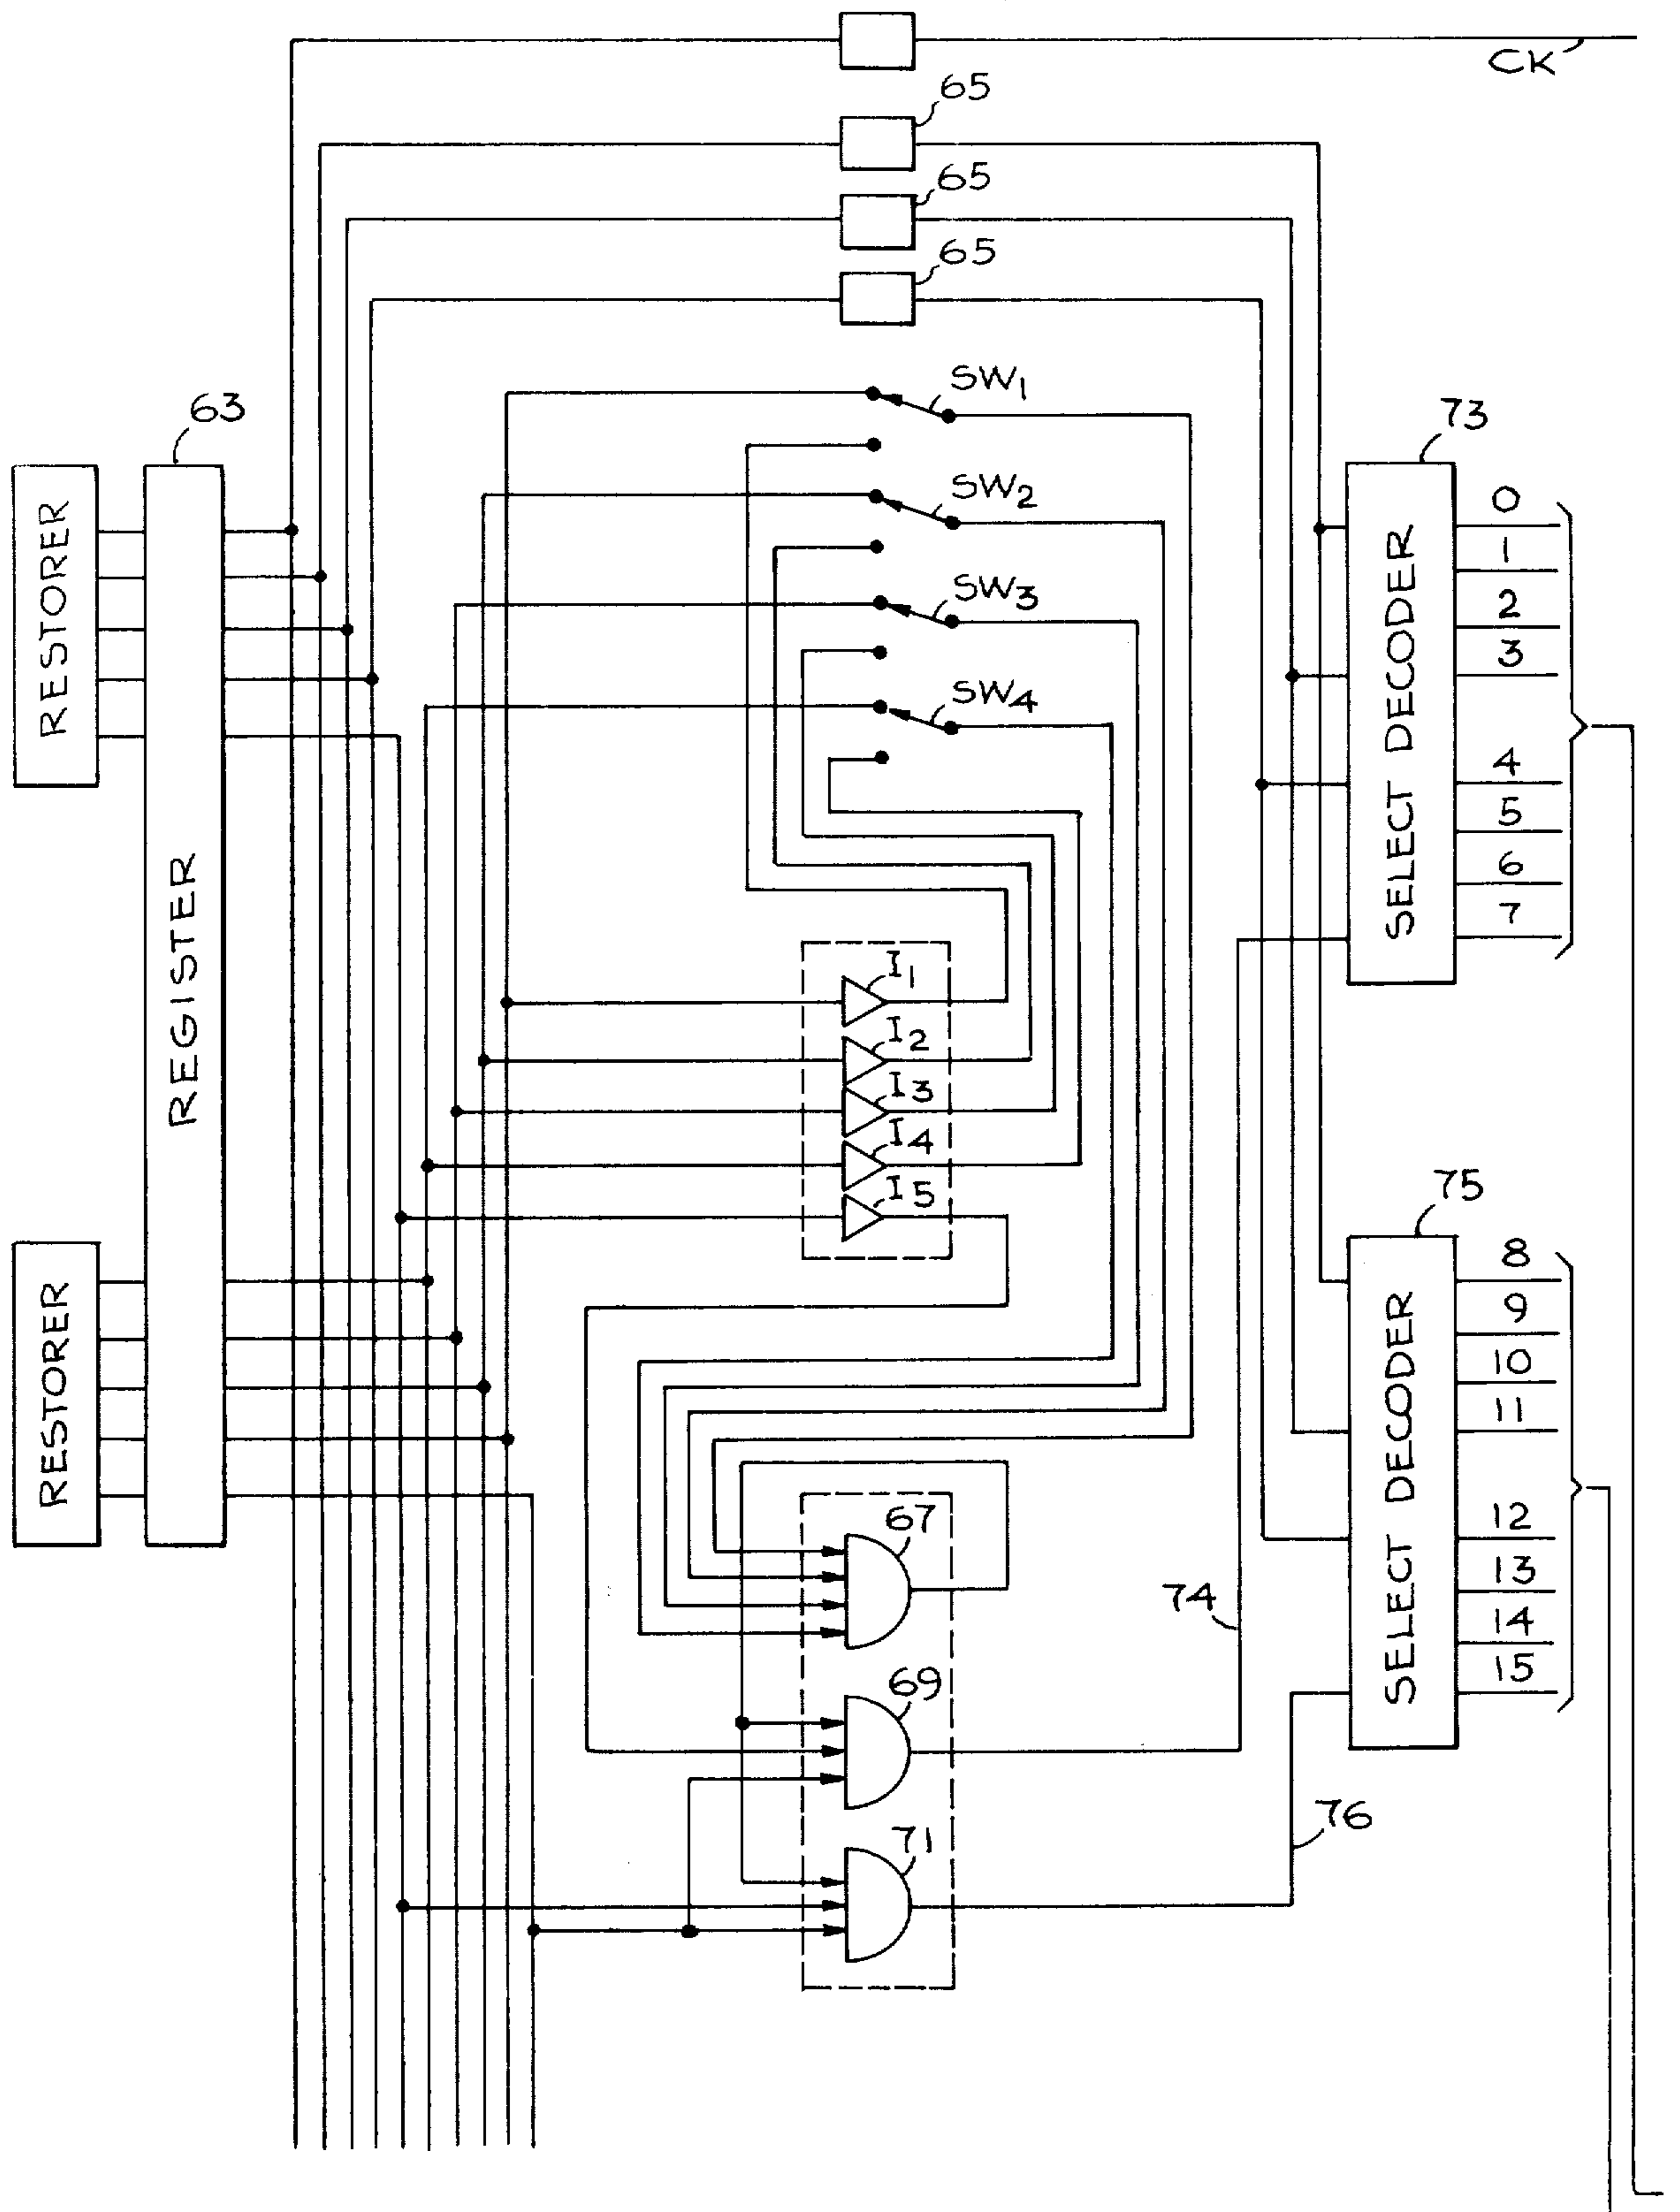 CK
65
65
65
SW1
63
73
SW2
RESTORER
0
1
SW3
2
3
SELECT DECODER
SW4
4
5
6
7
REGISTER
I1
I2
I3
I4
I5
75
RESTORER
8
9
10
11
SELECT DECODER
12
67
13
74
14
15
69
76
71